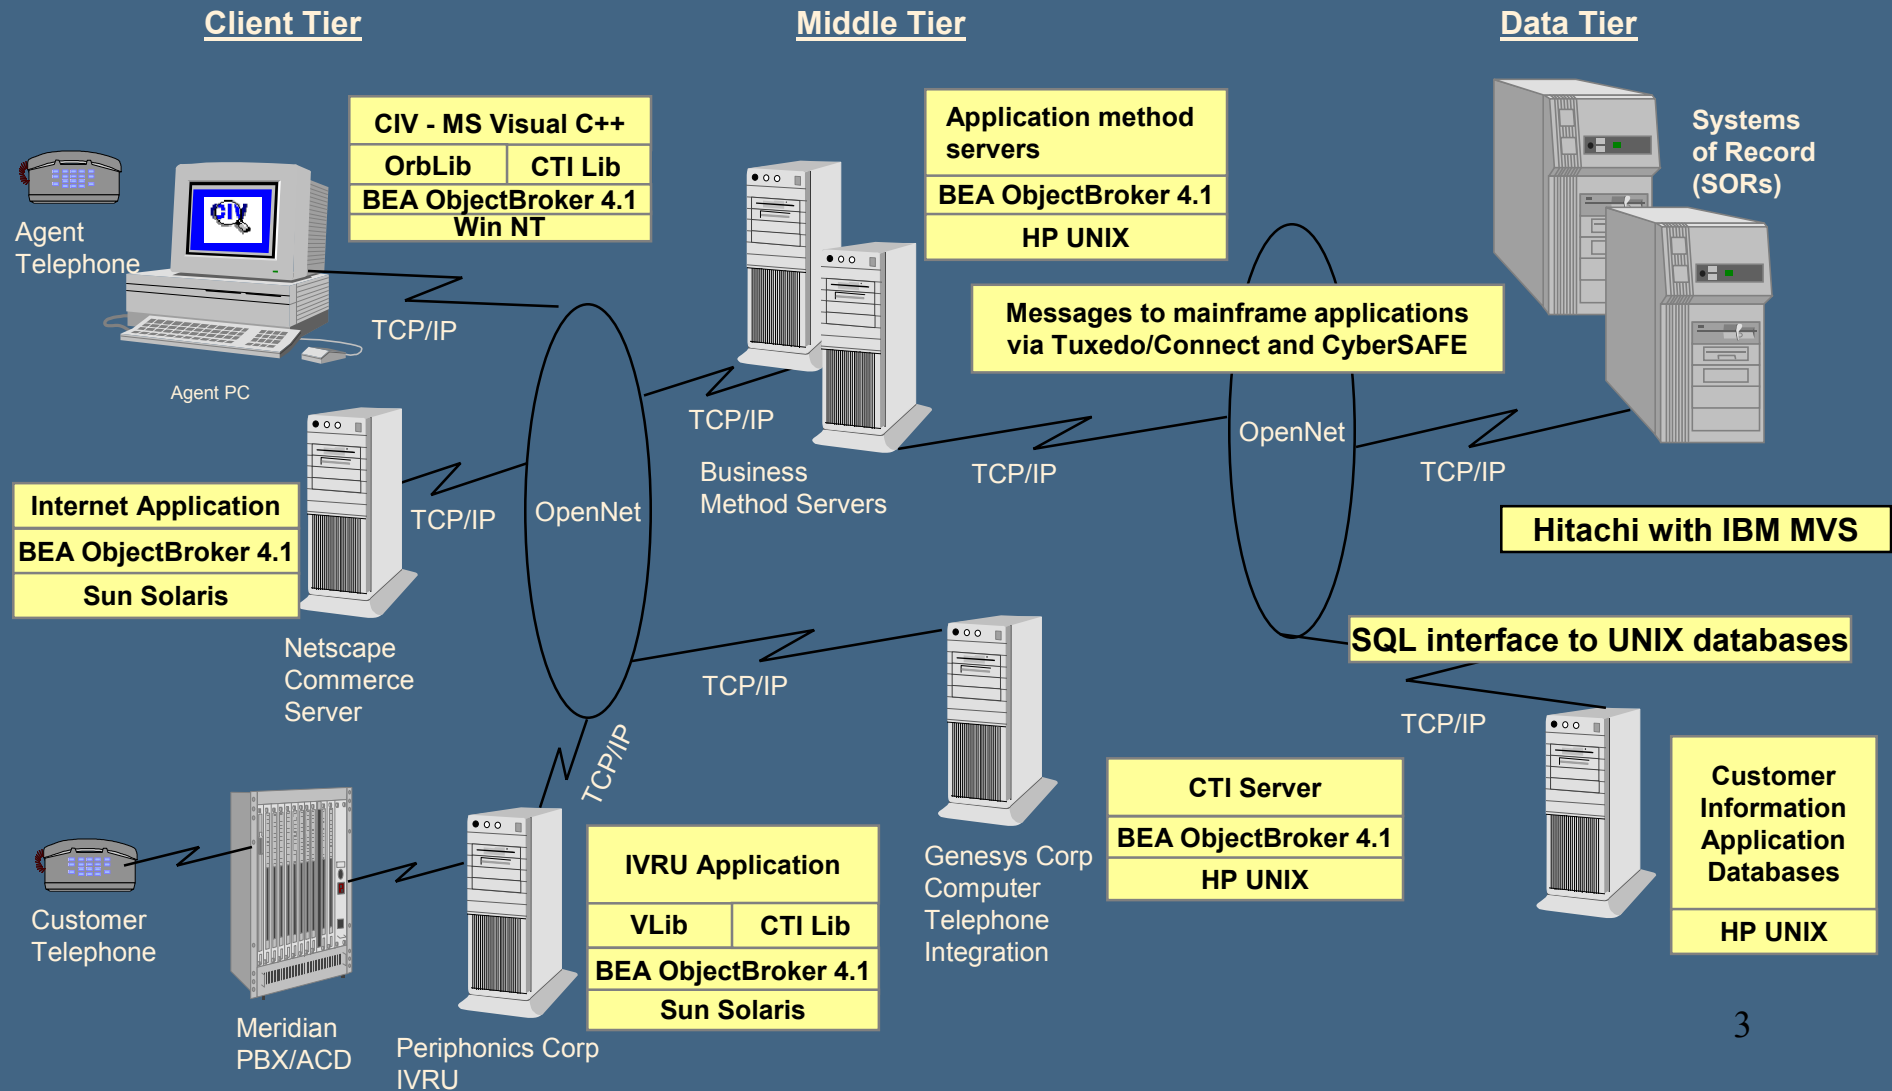 Client Tier
Middle Tier
Data Tier
Agent
Telephone
CIV
Agent PC
CIV - MS Visual C++
OrbLib
CTI Lib
BEA ObjectBroker 4.1
Win NT
TCP/IP
Application method
servers
BEA ObjectBroker 4.1
HP UNIX
Systems
of Record
(SORs)
Messages to mainframe applications
via Tuxedo/Connect and CyberSAFE
TCP/IP
Business
Method Servers
TCP/IP
OpenNet
TCP/IP
Hitachi with IBM MVS
Internet Application
BEA ObjectBroker 4.1
Sun Solaris
TCP/IP
OpenNet
Netscape
Commerce
Server
TCP/IP
SQL interface to UNIX databases
TCP/IP
TCP/IP
Customer
Telephone
Meridian
PBX/ACD
Periphonics Corp
IVRU
IVRU Application
VLib
CTI Lib
BEA ObjectBroker 4.1
Sun Solaris
Genesys Corp
Computer
Telephone
Integration
CTI Server
BEA ObjectBroker 4.1
HP UNIX
Customer
Information
Application
Databases
HP UNIX
3